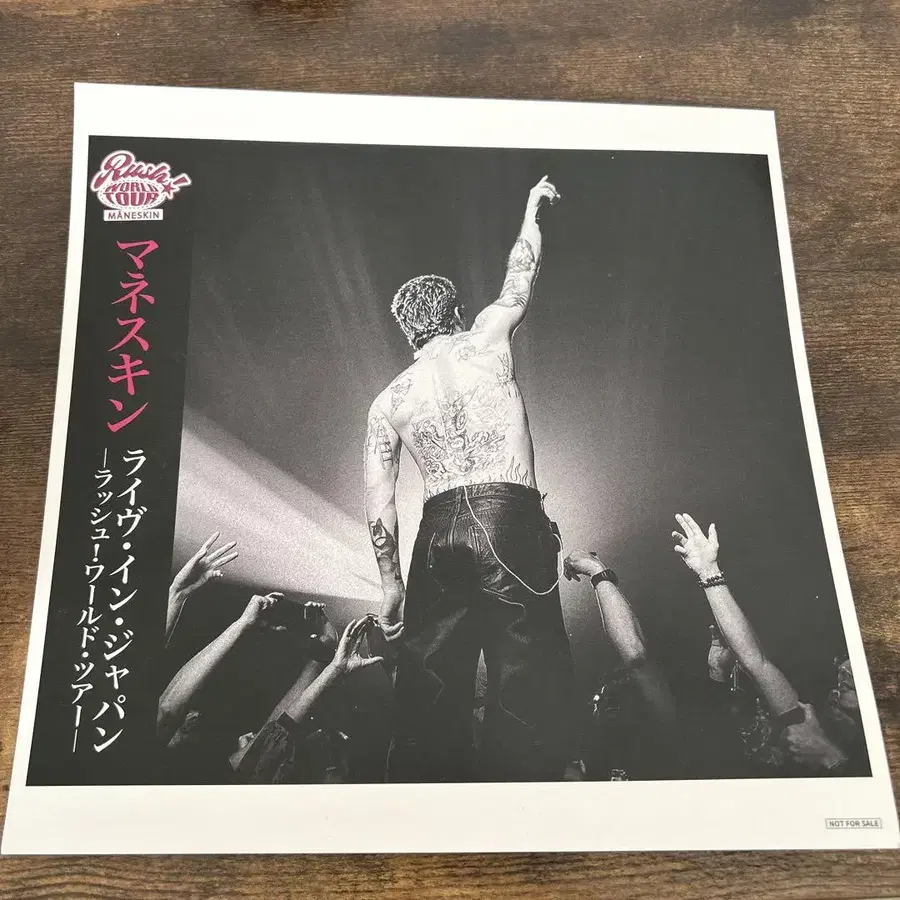 Rush!
WORLD
TOUR
MÅNESKIN
マネスキン
ライヴ・イン・ジャパン
―ラッシュ!・ワールド・ツアー―
NOT FOR SALE